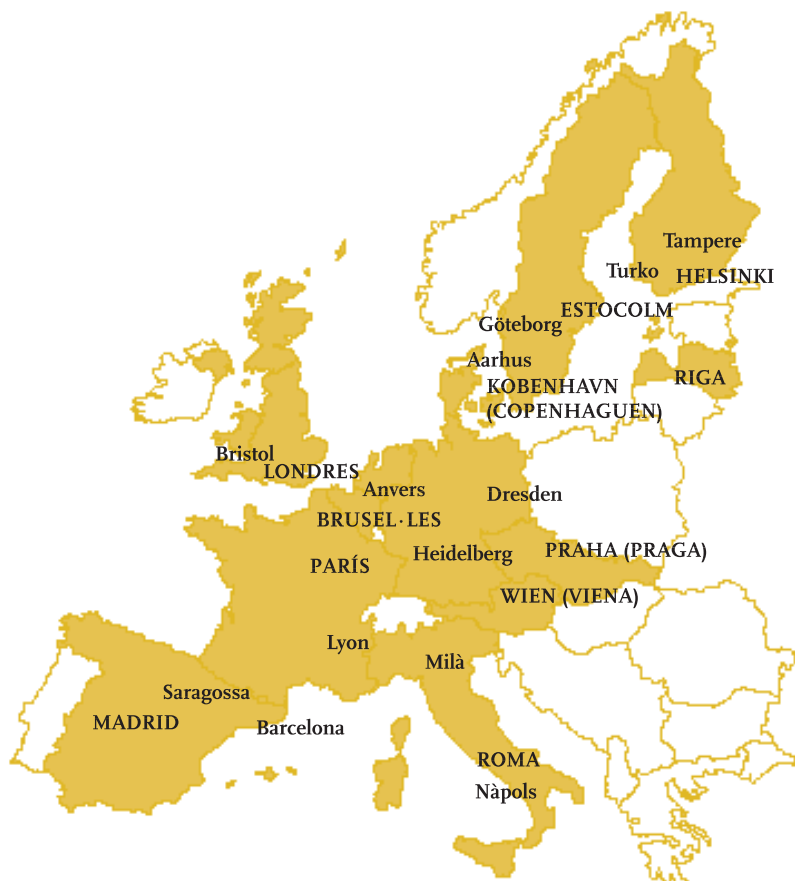 Tampere
Turko
HELSINKI
ESTOCOLM
Göteborg
Aarhus
RIGA
KOBENHAVN
(COPENHAGUEN)
Bristol
LONDRES
Anvers
Dresden
BRUSEL·LES
Heidelberg
PRAHA (PRAGA)
PARÍS
WIEN (VIENA)
Lyon
Milà
Saragossa
MADRID
Barcelona
ROMA
Nàpols